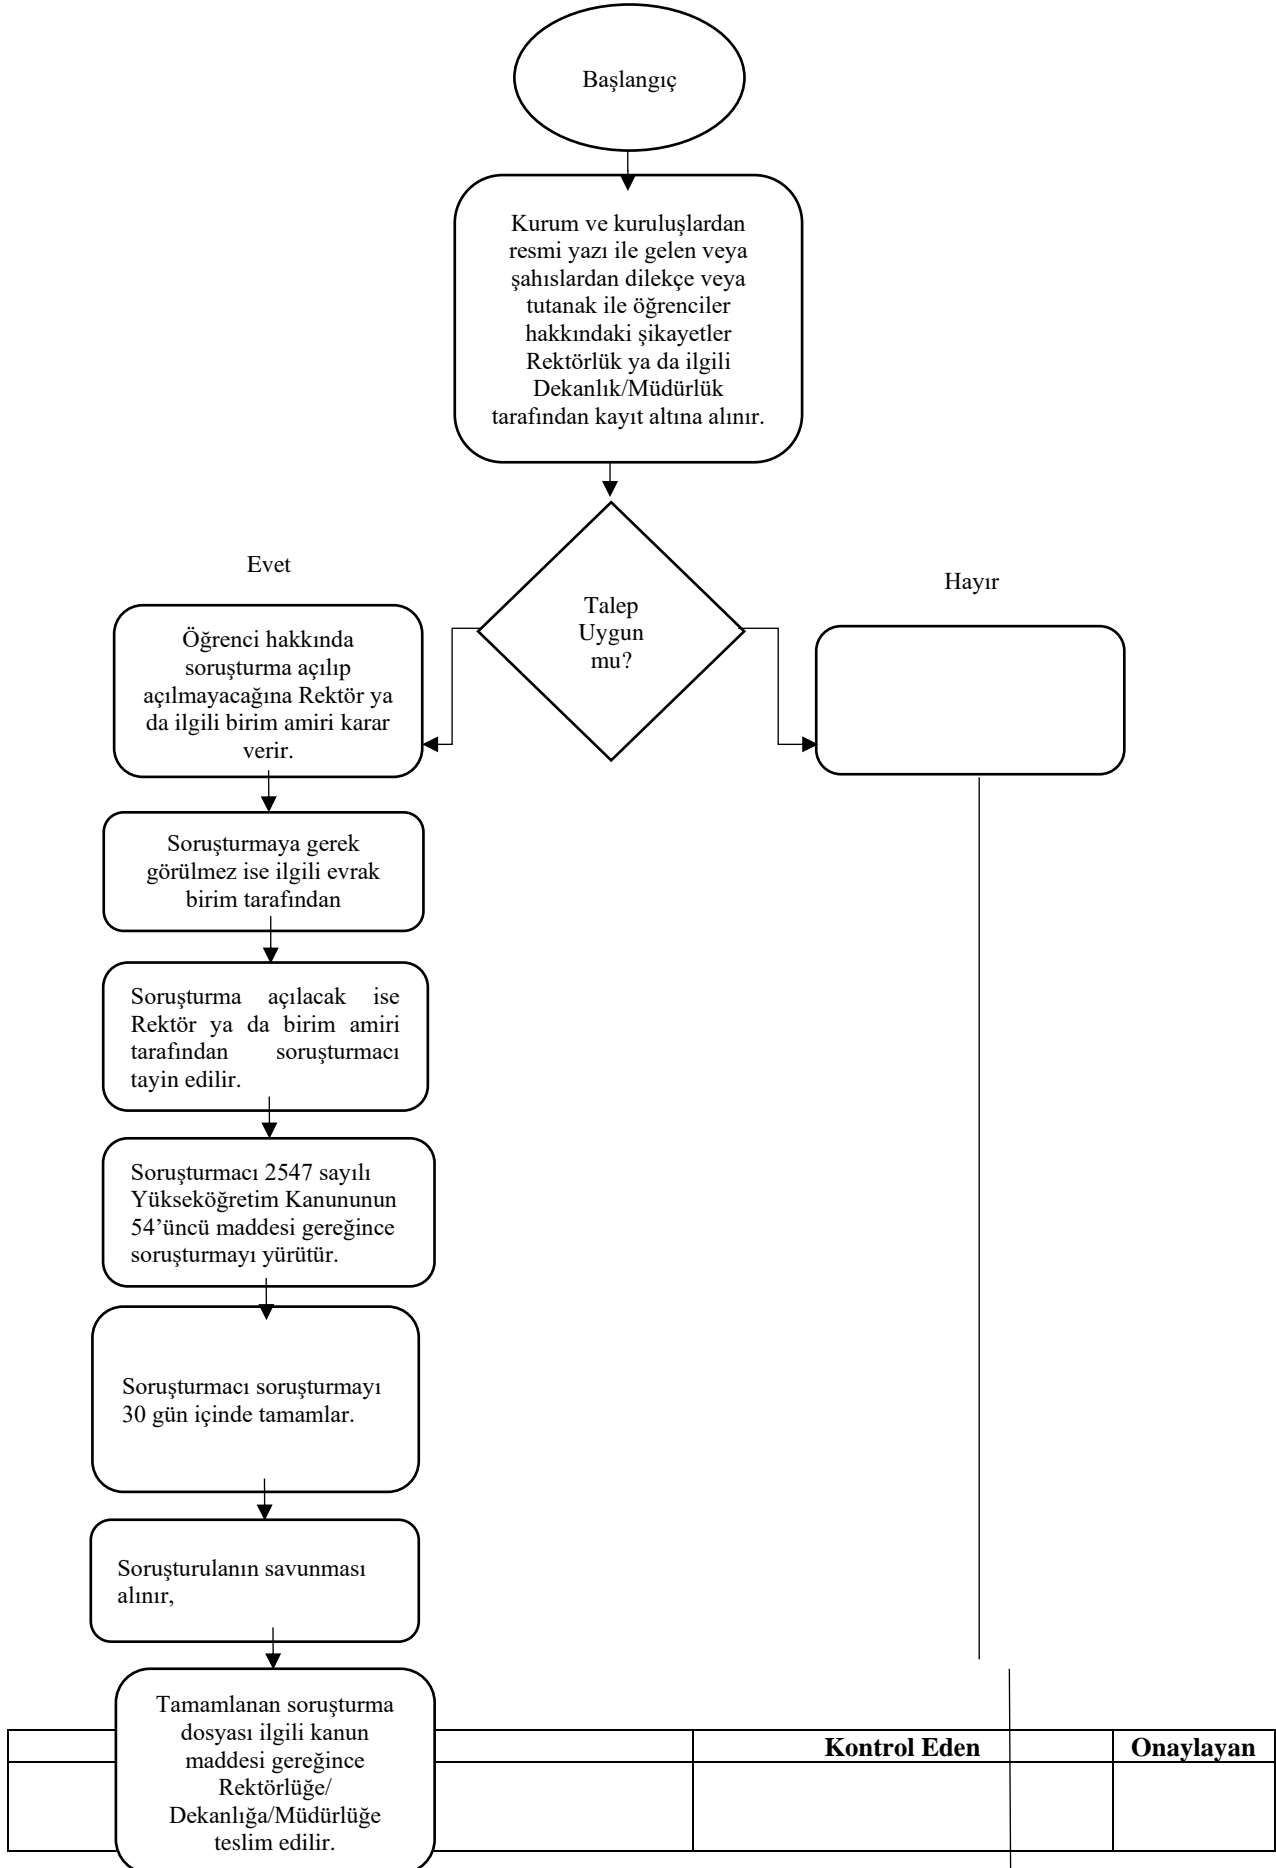 Başlangıç
Kurum ve kuruluşlardan
resmi yazı ile gelen veya
şahıslardan dilekçe veya
tutanak ile öğrenciler
hakkındaki şikayetler
Rektörlük ya da ilgili
Dekanlık/Müdürlük
tarafından kayıt altına alınır.
Evet
Hayır
Talep
Uygun
mu?
Öğrenci hakkında
soruşturma açılıp
açılmayacağına Rektör ya
da ilgili birim amiri karar
verir.
Soruşturmaya gerek
görülmez ise ilgili evrak
birim tarafından
Soruşturma açılacak ise
Rektör ya da birim amiri
tarafından soruşturmacı
tayin edilir.
Soruşturmacı 2547 sayılı
Yükseköğretim Kanununun
54’üncü maddesi gereğince
soruşturmayı yürütür.
Soruşturmacı soruşturmayı
30 gün içinde tamamlar.
Soruşturulanın savunması
alınır,
Tamamlanan soruşturma
dosyası ilgili kanun
maddesi gereğince
Rektörlüğe/
Dekanlığa/Müdürlüğe
teslim edilir.
Kontrol Eden
Onaylayan